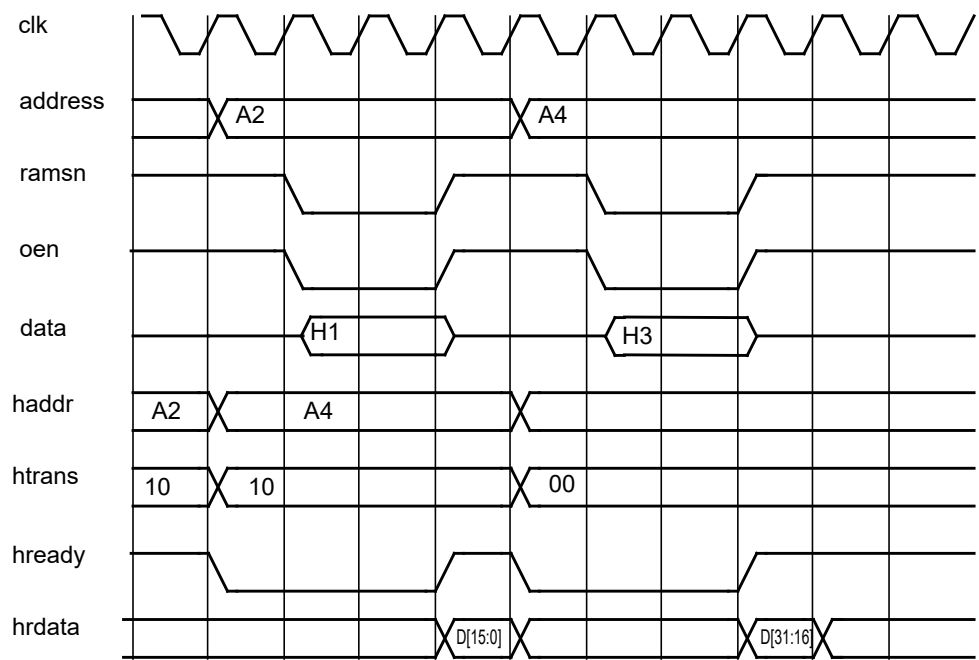 clk
address A2 A4
ramsn
oen
data H1 H3
haddr A2 A4
htrans 10 10 00
hready
hrdata D[15:0] D[31:16]